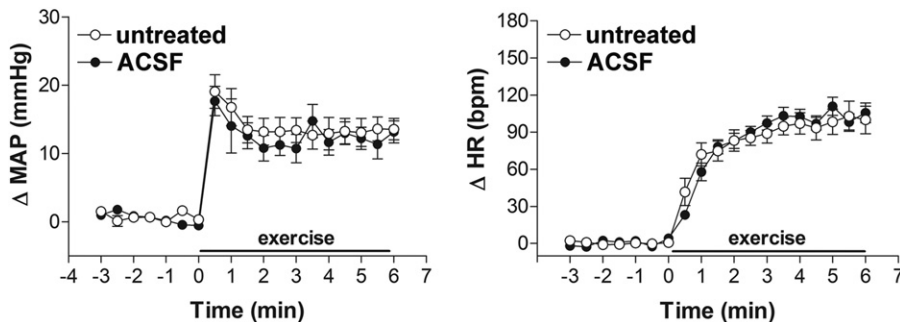 30
20
10
0
Δ MAP (mmHg)
untreated
ACSF
exercise
-4 -3 -2 -1 0 1 2 3 4 5 6 7
Time (min)
180
150
120
90
60
30
0
Δ HR (bpm)
untreated
ACSF
exercise
-4 -3 -2 -1 0 1 2 3 4 5 6 7
Time (min)